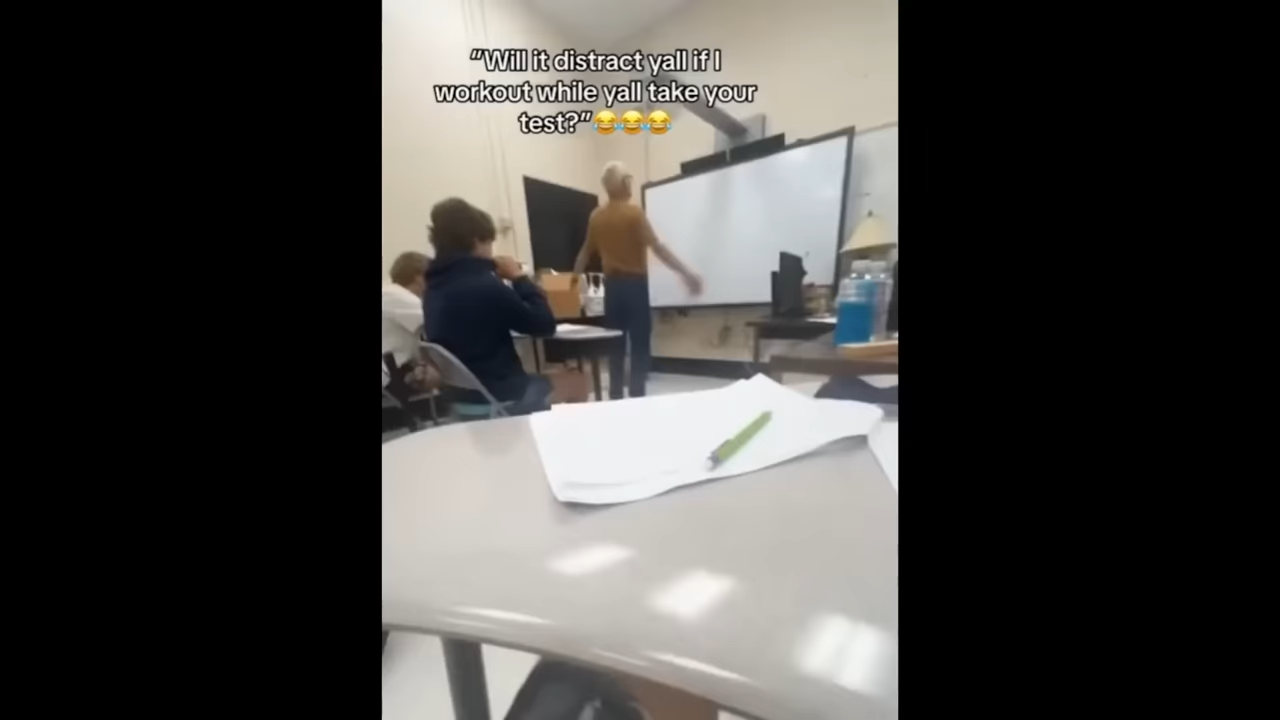 "Will it distract yall if I
workout while yall take your
test?"😂😂😂